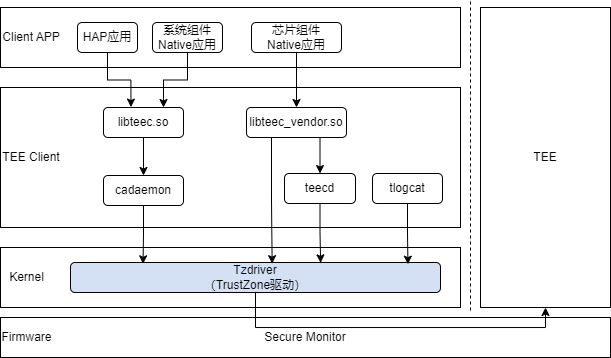 Client APP
HAP应用
系统组件
Native应用
芯片组件
Native应用
libteec.so
libteec_vendor.so
TEE Client
TEE
cadaemon
teecd
tlogcat
Kernel
Tzdriver
(TrustZone驱动)
Firmware
Secure Monitor